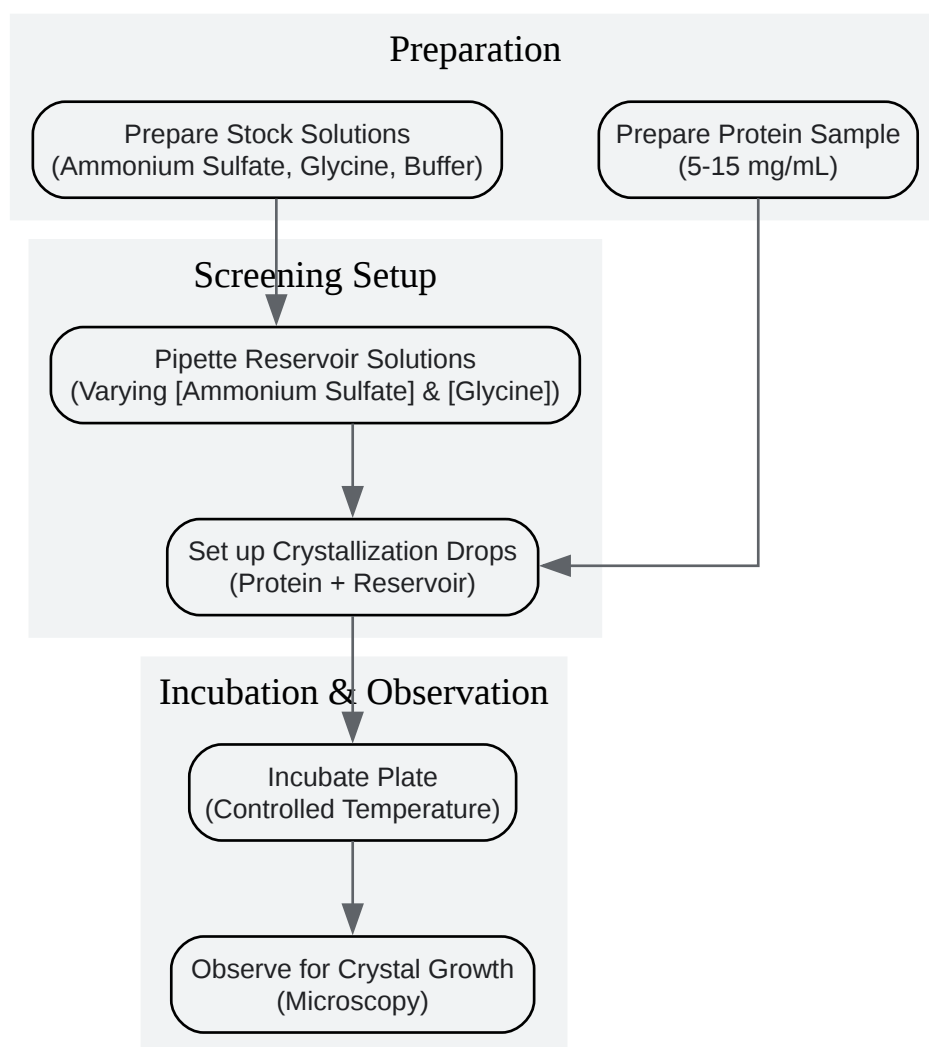 Preparation
Prepare Stock Solutions
(Ammonium Sulfate, Glycine, Buffer)
Prepare Protein Sample
(5-15 mg/mL)
Screening Setup
Pipette Reservoir Solutions
(Varying [Ammonium Sulfate] & [Glycine])
Set up Crystallization Drops
(Protein + Reservoir)
Incubation & Observation
Incubate Plate
(Controlled Temperature)
Observe for Crystal Growth
(Microscopy)